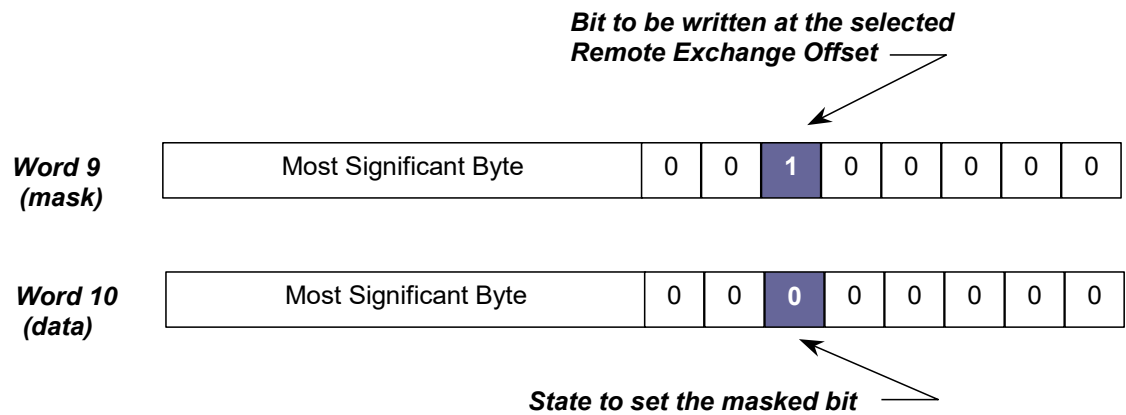 Bit to be written at the selected
Remote Exchange Offset
Word 9 Most Significant Byte 0 0 1 0 0 0 0 0
(mask)
Word 10 Most Significant Byte 0 0 0 0 0 0 0 0
(data)
State to set the masked bit